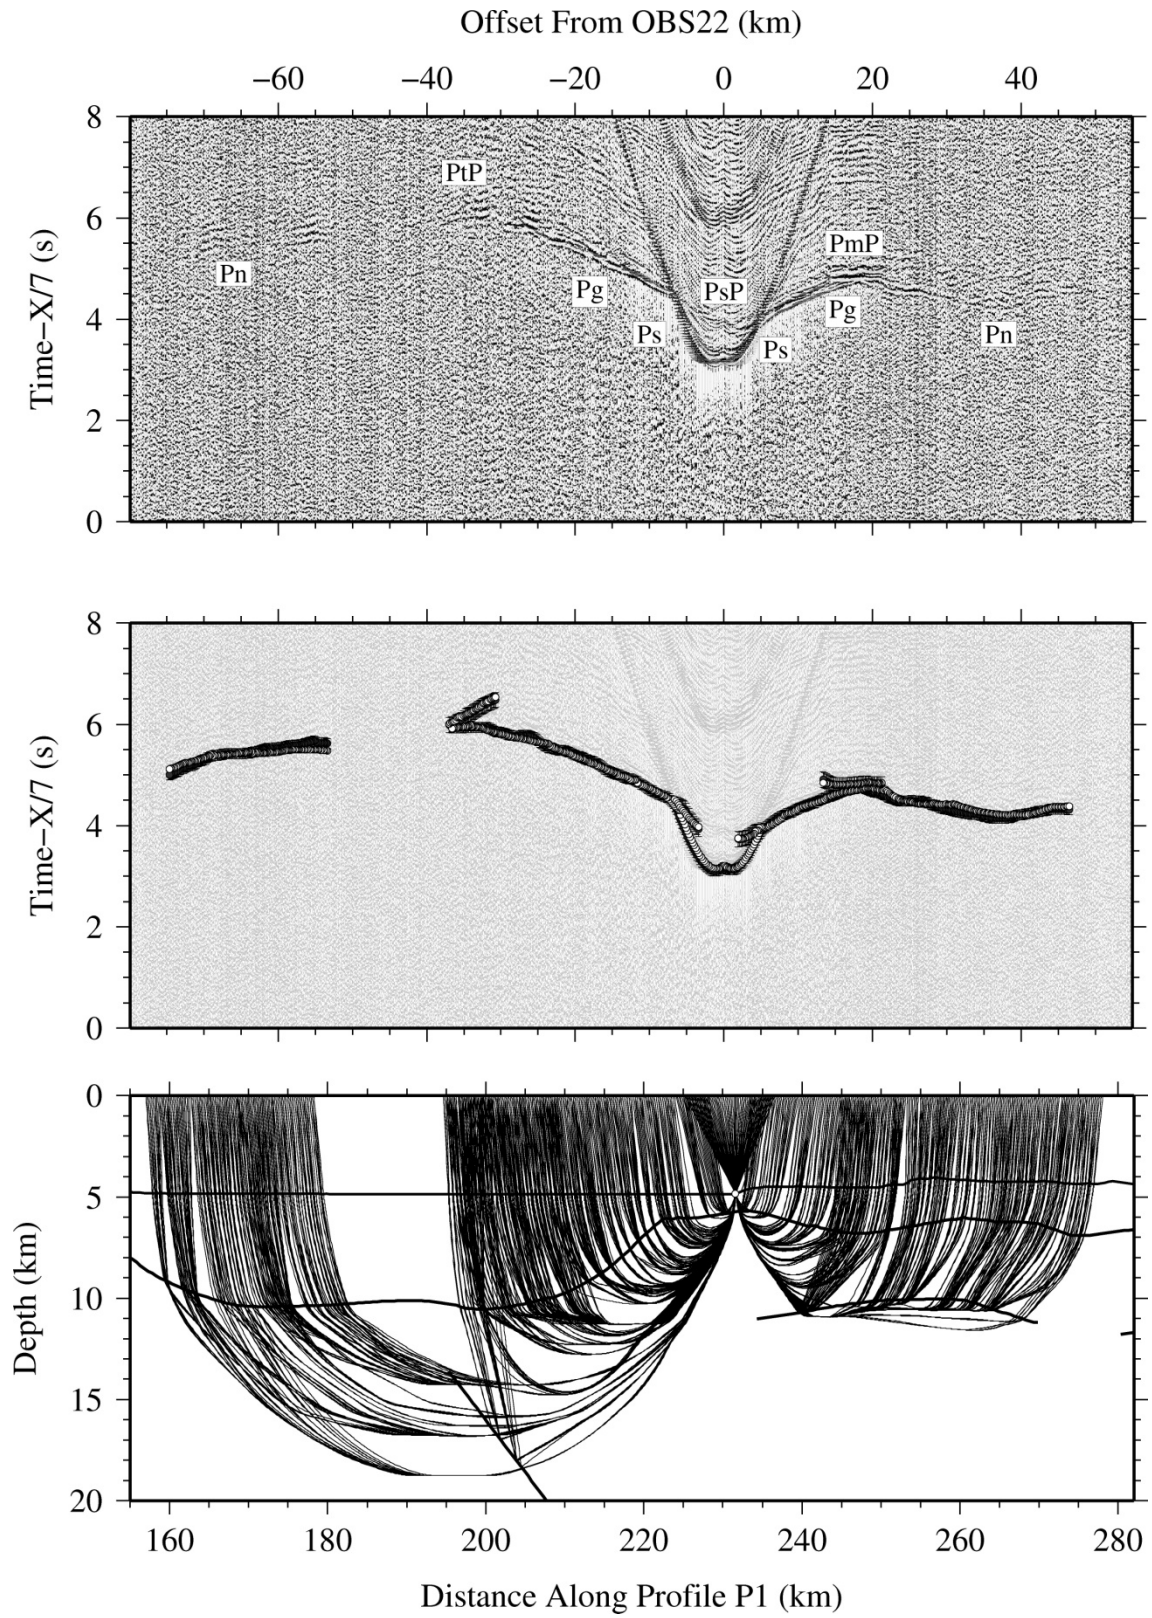 Offset From OBS22 (km)
−60 −40 −20 0 20 40
8
PtP
6
PmP
Pn
Pg
PsP
Pg
4
Ps
Ps
Pn
2
0
Time−X/7 (s)
8
6
4
2
0
Time−X/7 (s)
0
5
10
15
20
Depth (km)
160 180 200 220 240 260 280
Distance Along Profile P1 (km)